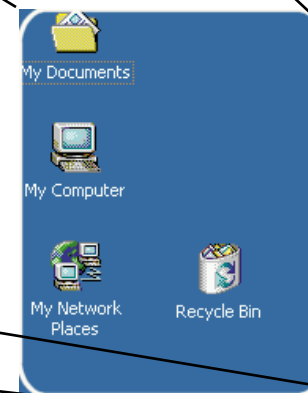 My Documents
My Computer
My Network
Places
Recycle Bin